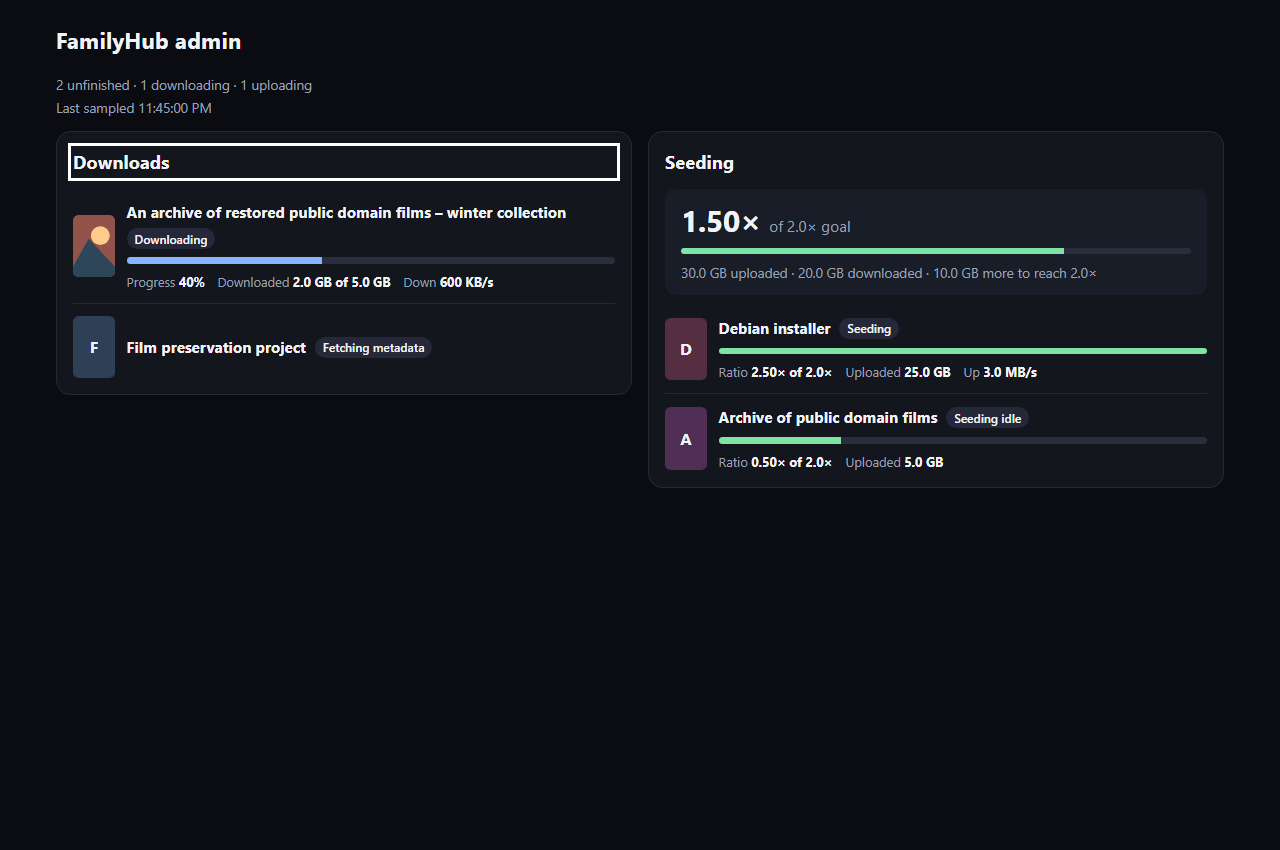 FamilyHub admin
2 unfinished · 1 downloading · 1 uploading
Last sampled 11:45:00 PM
Downloads
An archive of restored public domain films – winter collection
Downloading
Progress 40% Downloaded 2.0 GB of 5.0 GB Down 600 KB/s
F
Film preservation project Fetching metadata
Seeding
1.50× of 2.0× goal
30.0 GB uploaded · 20.0 GB downloaded · 10.0 GB more to reach 2.0×
D
Debian installer Seeding
Ratio 2.50× of 2.0× Uploaded 25.0 GB Up 3.0 MB/s
A
Archive of public domain films Seeding idle
Ratio 0.50× of 2.0× Uploaded 5.0 GB